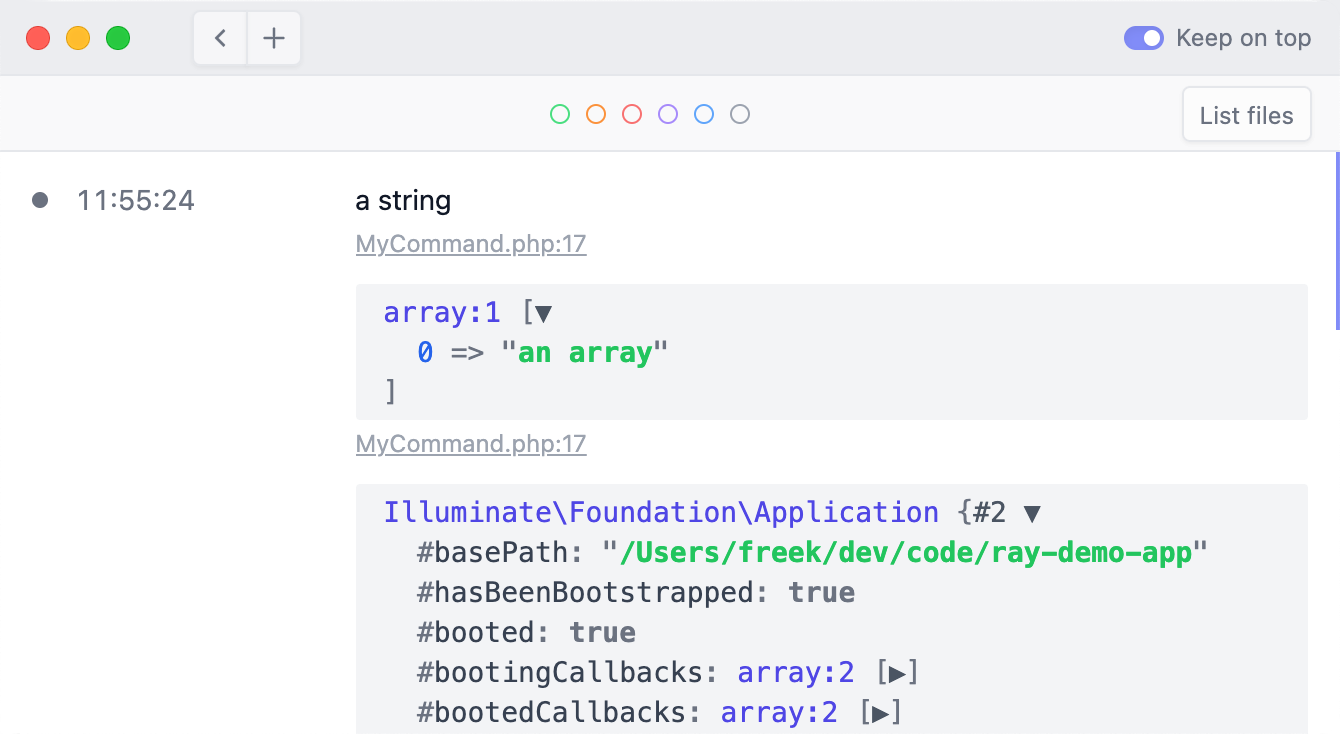 Keep on top
List files
11:55:24
a string
MyCommand.php:17
array:1 [▼
  0 => "an array"
]
MyCommand.php:17
Illuminate\Foundation\Application {#2 ▼
  #basePath: "/Users/freek/dev/code/ray-demo-app"
  #hasBeenBootstrapped: true
  #booted: true
  #bootingCallbacks: array:2 [▶]
  #bootedCallbacks: array:2 [▶]